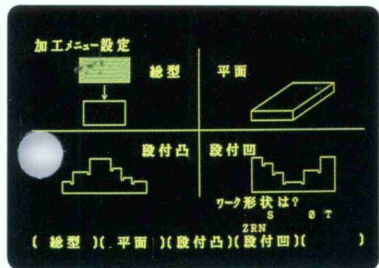 加工メニュー設定
総型
平面
段付凸
段付凹
ワーク形状は?
S 0 T
ZRN
( 総型 )( 平面 )(段付凸)(段付凹)( )